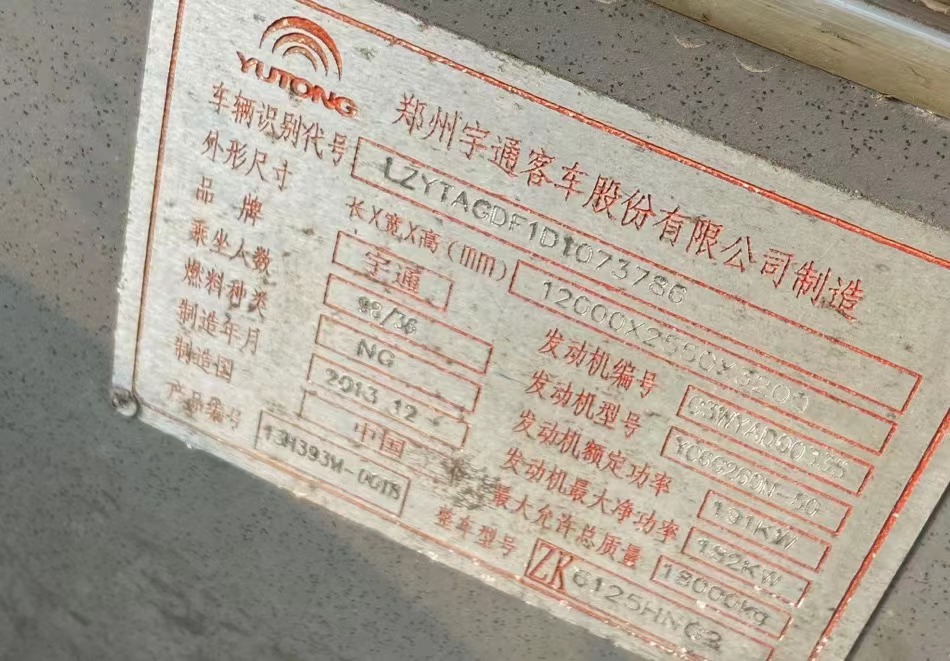 YUTONG
郑州宇通客车股份有限公司制造
车辆识别代号 LZYTAGDF1D1073786
外形尺寸 长X宽X高(mm) 12000X2550X3200
品 牌 宇通 发动机编号
乘坐人数 98/36 发动机型号 YC6G260N-50
燃料种类 NG 发动机额定功率 191KW
制造年月 2013 12 发动机最大净功率 182KW
制造国 中国 最大允许总质量 18000kg
产品编号 13H393M-0018 整车型号 ZK6125HNG2